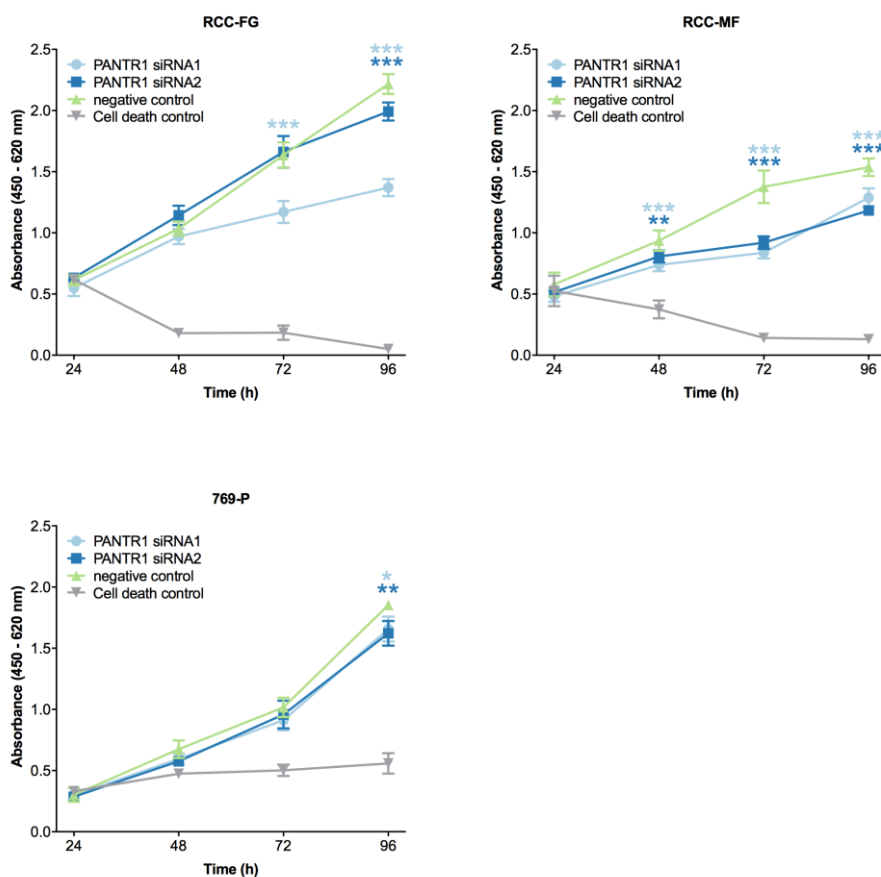 RCC-FG
2.5
2.0
1.5
1.0
0.5
0.0
Absorbance (450 - 620 nm)
PANTR1 siRNA1
PANTR1 siRNA2
negative control
Cell death control
***
***
***
24 48 72 96
Time (h)
RCC-MF
2.5
2.0
1.5
1.0
0.5
0.0
Absorbance (450 - 620 nm)
PANTR1 siRNA1
PANTR1 siRNA2
negative control
Cell death control
***
**
***
***
***
***
24 48 72 96
Time (h)
769-P
2.5
2.0
1.5
1.0
0.5
0.0
Absorbance (450 - 620 nm)
PANTR1 siRNA1
PANTR1 siRNA2
negative control
Cell death control
*
**
24 48 72 96
Time (h)